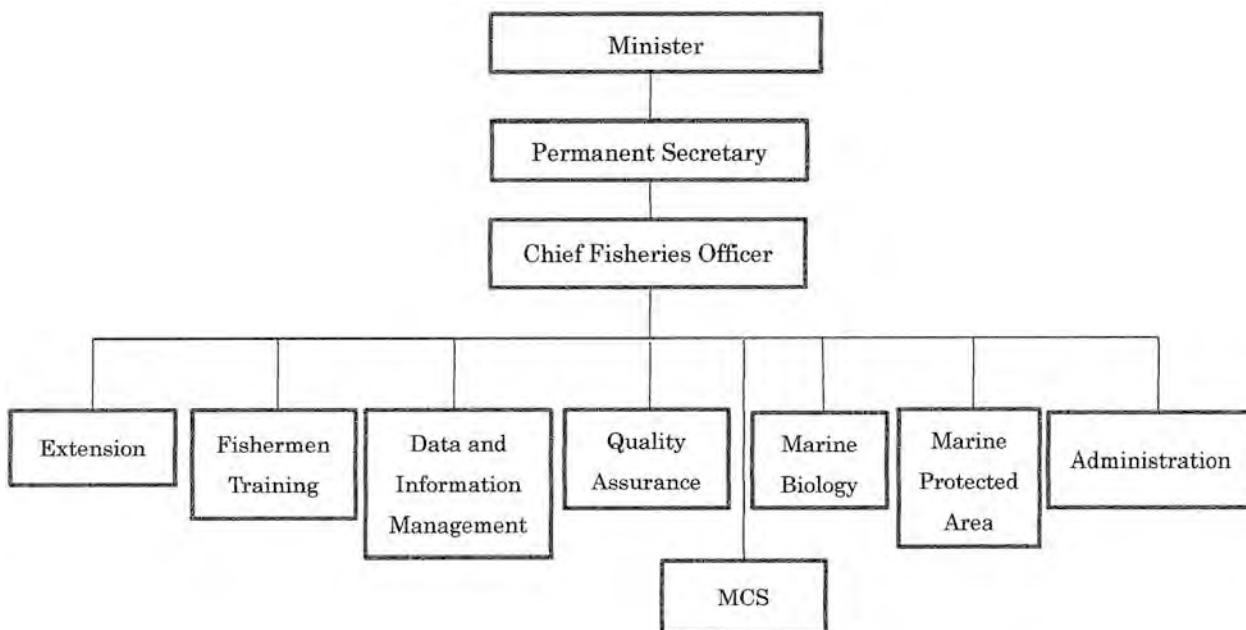 Minister
Permanent Secretary
Chief Fisheries Officer
Extension
Fishermen
Training
Data and
Information
Management
Quality
Assurance
Marine
Biology
Marine
Protected
Area
Administration
MCS